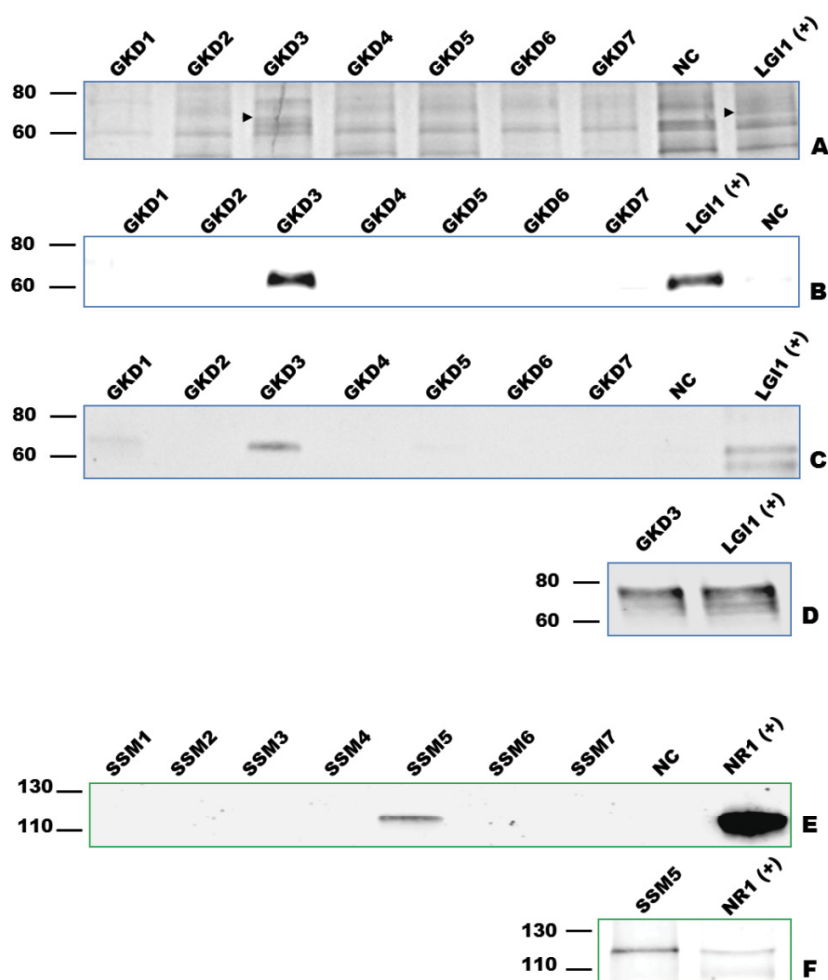 GKD1 GKD2 GKD3 GKD4 GKD5 GKD6 GKD7 NC LGI1 (+)
80
60
A
GKD1 GKD2 GKD3 GKD4 GKD5 GKD6 GKD7 LGI1 (+) NC
80
60
B
GKD1 GKD2 GKD3 GKD4 GKD5 GKD6 GKD7 NC LGI1 (+)
80
60
C
GKD3 LGI1 (+)
80
60
D
SSM1 SSM2 SSM3 SSM4 SSM5 SSM6 SSM7 NC NR1 (+)
130
110
E
SSM5 NR1 (+)
130
110
F